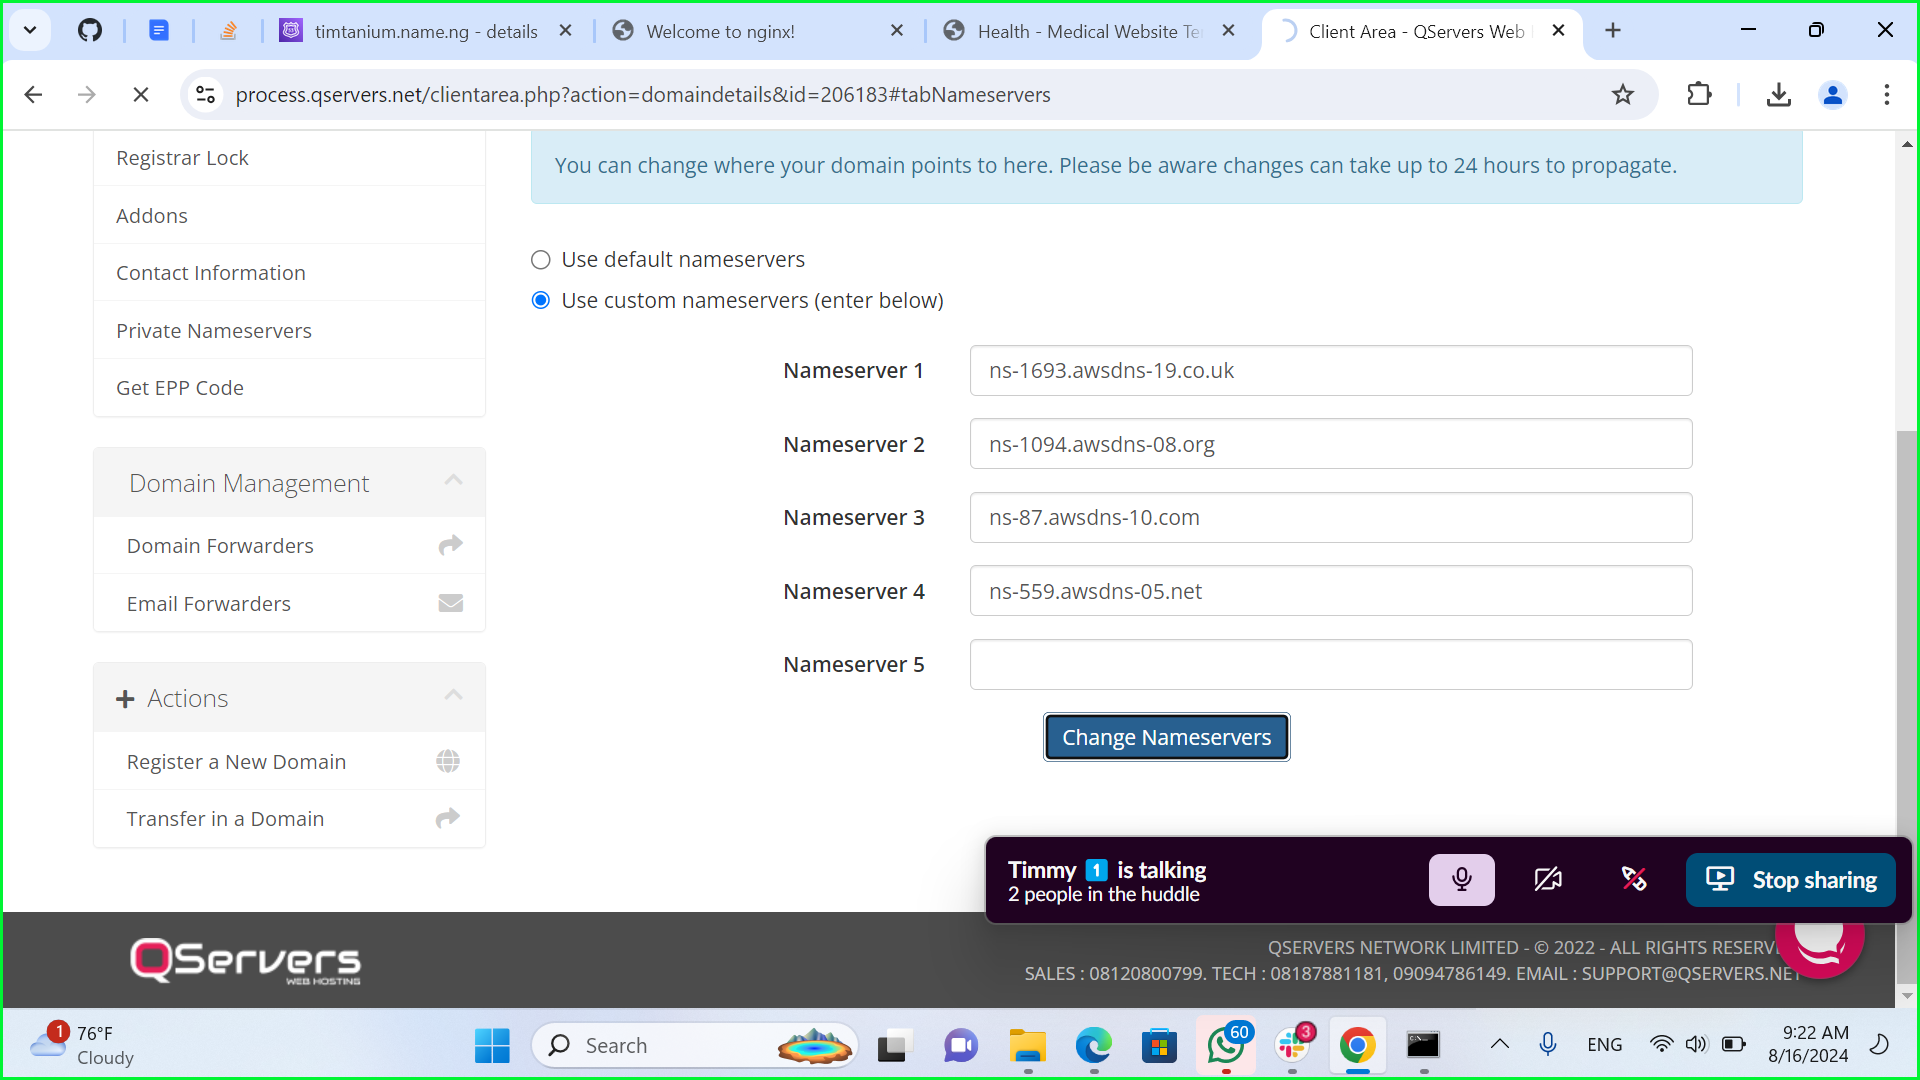 timtanium.name.ng - details
Welcome to nginx!
Health - Medical Website Te
Client Area - QServers Web
process.qservers.net/clientarea.php?action=domaindetails&id=206183#tabNameservers
Registrar Lock
Addons
Contact Information
Private Nameservers
Get EPP Code
Domain Management
Domain Forwarders
Email Forwarders
Actions
Register a New Domain
Transfer in a Domain
You can change where your domain points to here. Please be aware changes can take up to 24 hours to propagate.
Use default nameservers
Use custom nameservers (enter below)
Nameserver 1 ns-1693.awsdns-19.co.uk
Nameserver 2 ns-1094.awsdns-08.org
Nameserver 3 ns-87.awsdns-10.com
Nameserver 4 ns-559.awsdns-05.net
Nameserver 5
Change Nameservers
Timmy 1 is talking
2 people in the huddle
Stop sharing
QServers
WEB HOSTING
QSERVERS NETWORK LIMITED - © 2022 - ALL RIGHTS RESERV
SALES : 08120800799. TECH : 08187881181, 09094786149. EMAIL : SUPPORT@QSERVERS.NET
1
76°F
Cloudy
Search
60
3
ENG
9:22 AM
8/16/2024